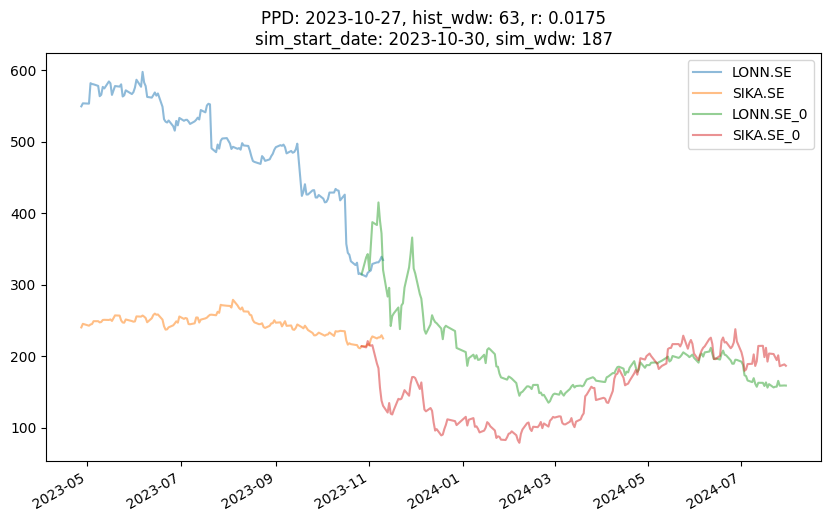 PPD: 2023-10-27, hist_wdw: 63, r: 0.0175
sim_start_date: 2023-10-30, sim_wdw: 187
LONN.SE
SIKA.SE
LONN.SE_0
SIKA.SE_0
600
500
400
300
200
100
2023-05
2023-07
2023-09
2023-11
2024-01
2024-03
2024-05
2024-07